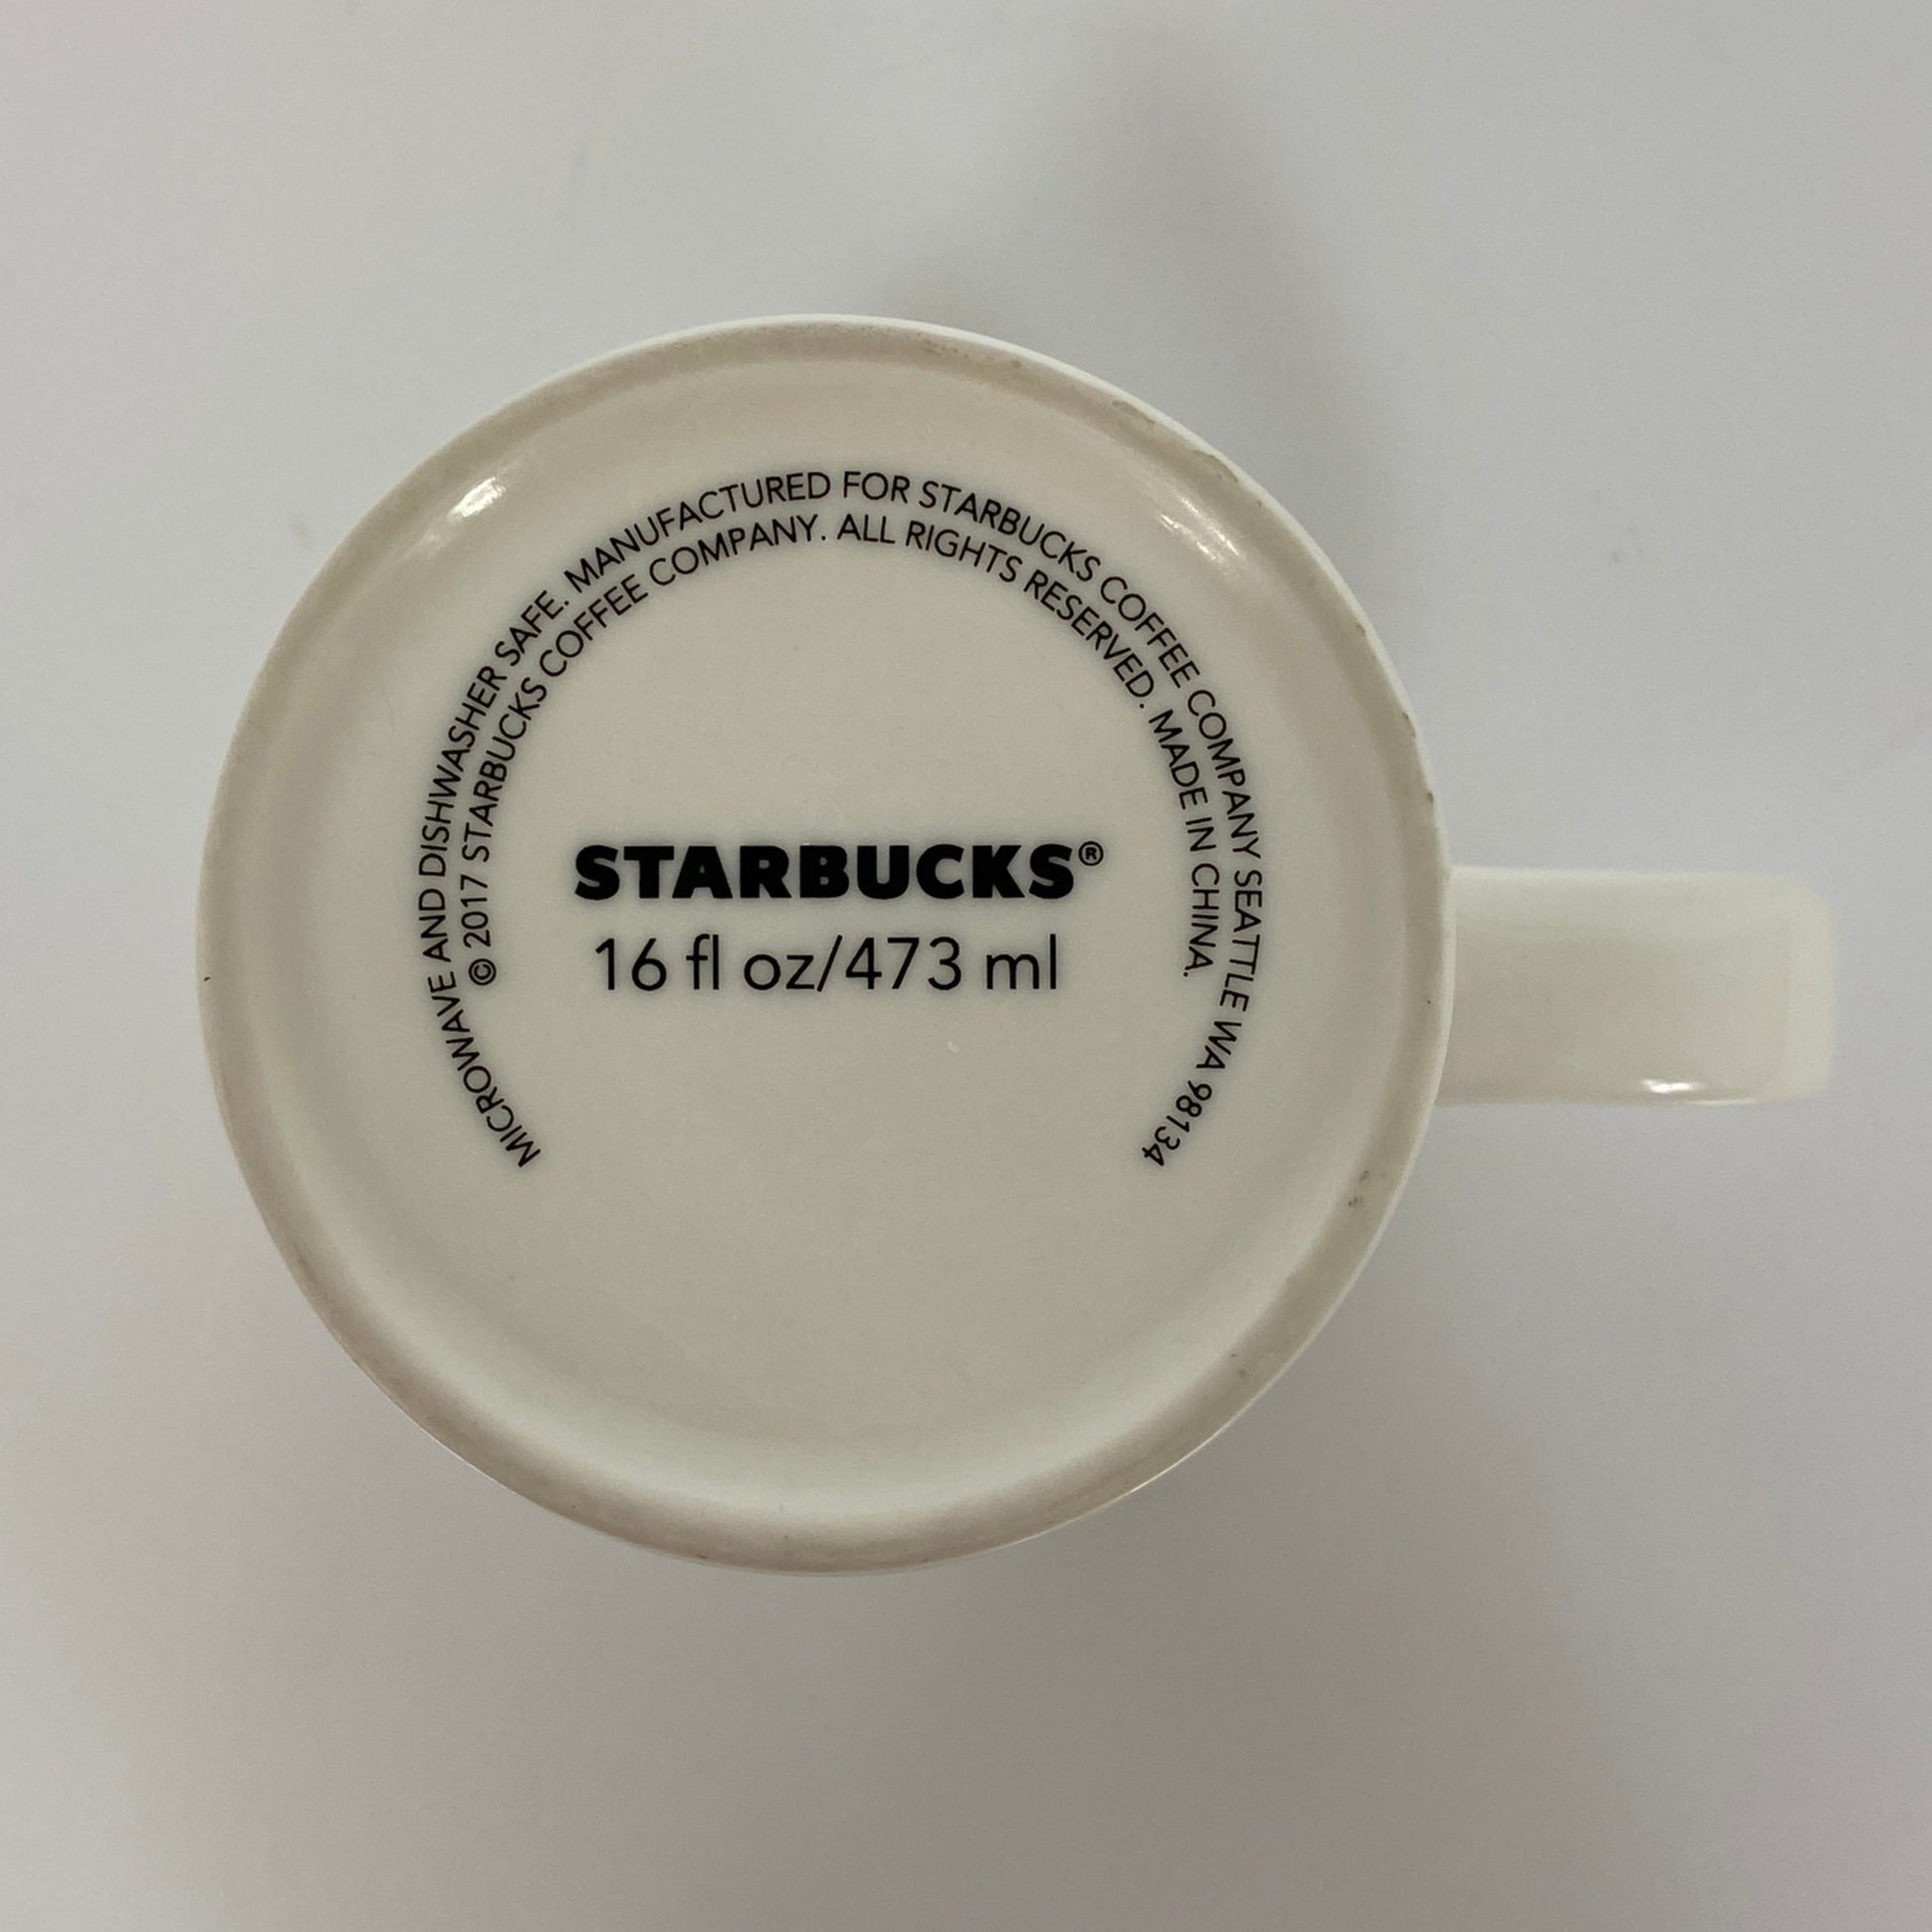 MICROWAVE AND DISHWASHER SAFE. MANUFACTURED FOR STARBUCKS COFFEE COMPANY SEATTLE WA 98134
© 2017 STARBUCKS COFFEE COMPANY. ALL RIGHTS RESERVED. MADE IN CHINA.
STARBUCKS®
16 fl oz/473 ml